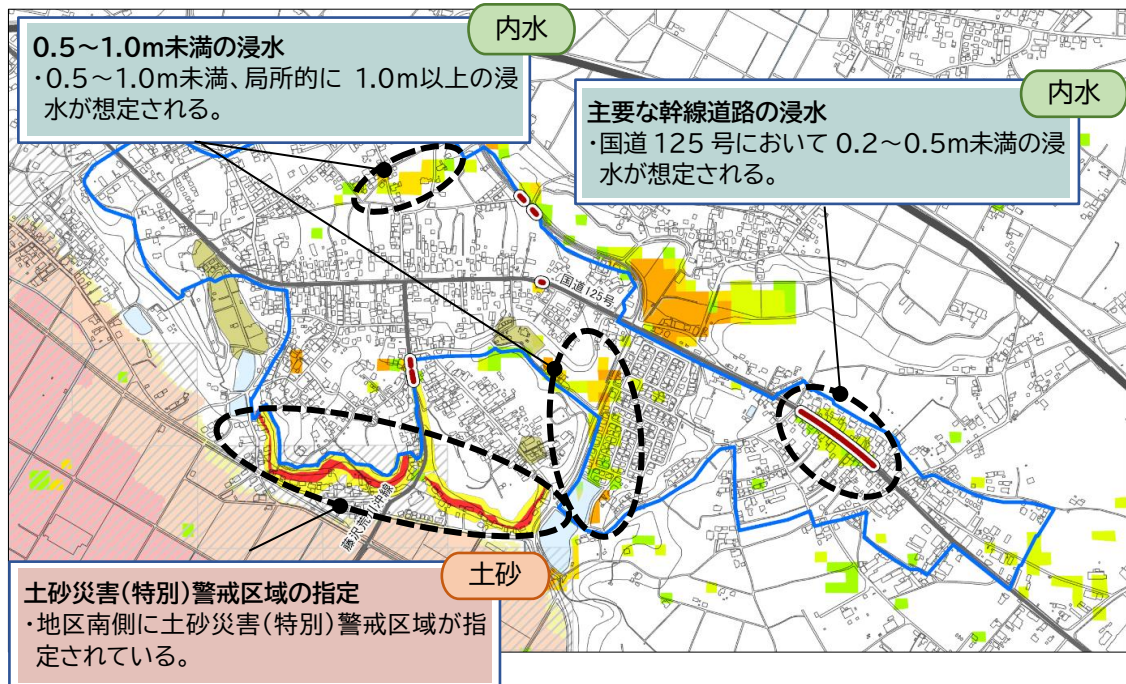 内水
0.5～1.0m未満の浸水
・0.5～1.0m未満、局所的に 1.0m以上の浸
水が想定される。
内水
主要な幹線道路の浸水
・国道 125 号において 0.2～0.5m未満の浸
水が想定される。
国道125号
藤沢荒川沖線
土砂
土砂災害(特別)警戒区域の指定
・地区南側に土砂災害(特別)警戒区域が指
定されている。